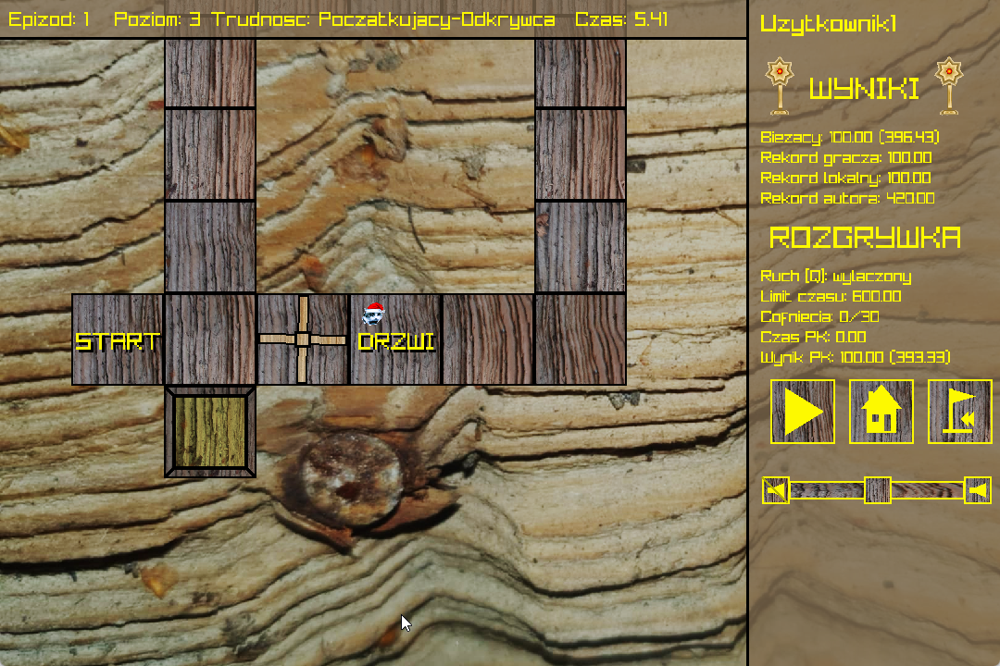 Epizod: 1 Poziom: 3 Trudnosc: Poczatkujacy-Odkrywca Czas: 5.41
Uzytkownik1
WYNIKI
Biezacy: 100.00 (396.43)
Rekord gracza: 100.00
Rekord lokalny: 100.00
Rekord autora: 420.00
ROZGRYWKA
Ruch (Q): wylaczony
Limit czasu: 600.00
Cofniecia: 0/30
Czas PK: 0.00
Wynik PK: 100.00 (393.33)
START
DRZWI